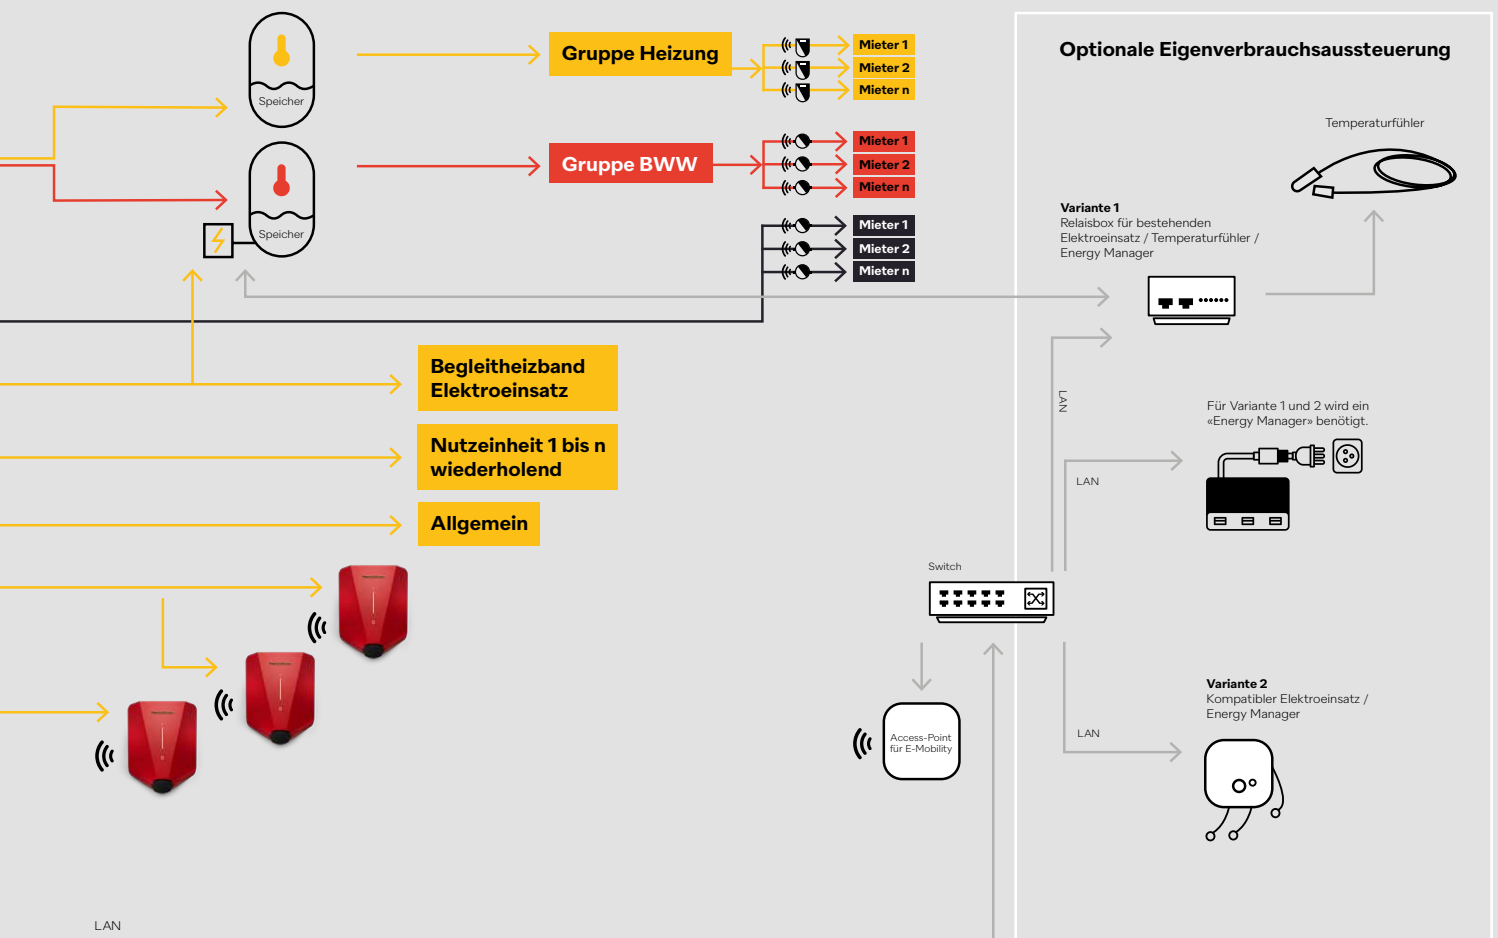 Speicher
Gruppe Heizung
Mieter 1
Mieter 2
Mieter n
Speicher
Gruppe BWW
Mieter 1
Mieter 2
Mieter n
Mieter 1
Mieter 2
Mieter n
Begleitheizband
Elektroeinsatz
Nutzeinheit 1 bis n
wiederholend
Allgemein
Switch
Access-Point
für E-Mobility
LAN
Optionale Eigenverbrauchsaussteuerung
Temperaturfühler
Variante 1
Relaisbox für bestehenden
Elektroeinsatz / Temperaturfühler /
Energy Manager
LAN
Für Variante 1 und 2 wird ein
«Energy Manager» benötigt.
LAN
Variante 2
Kompatibler Elektroeinsatz /
Energy Manager
LAN